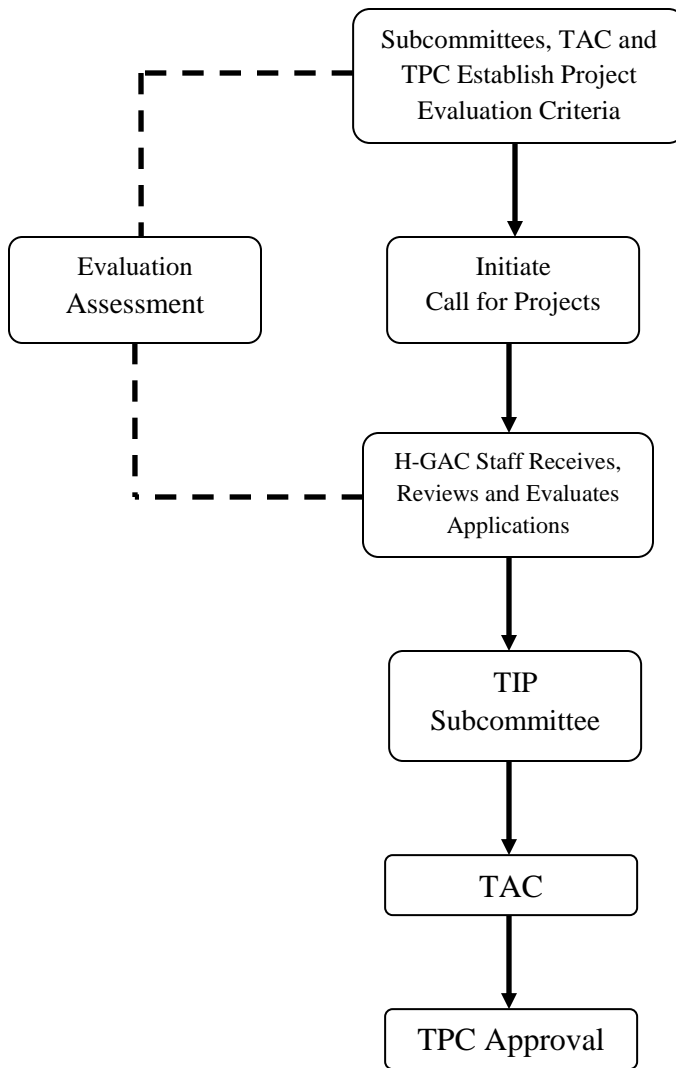 Subcommittees, TAC and
TPC Establish Project
Evaluation Criteria
Evaluation
Assessment
Initiate
Call for Projects
H-GAC Staff Receives,
Reviews and Evaluates
Applications
TIP
Subcommittee
TAC
TPC Approval